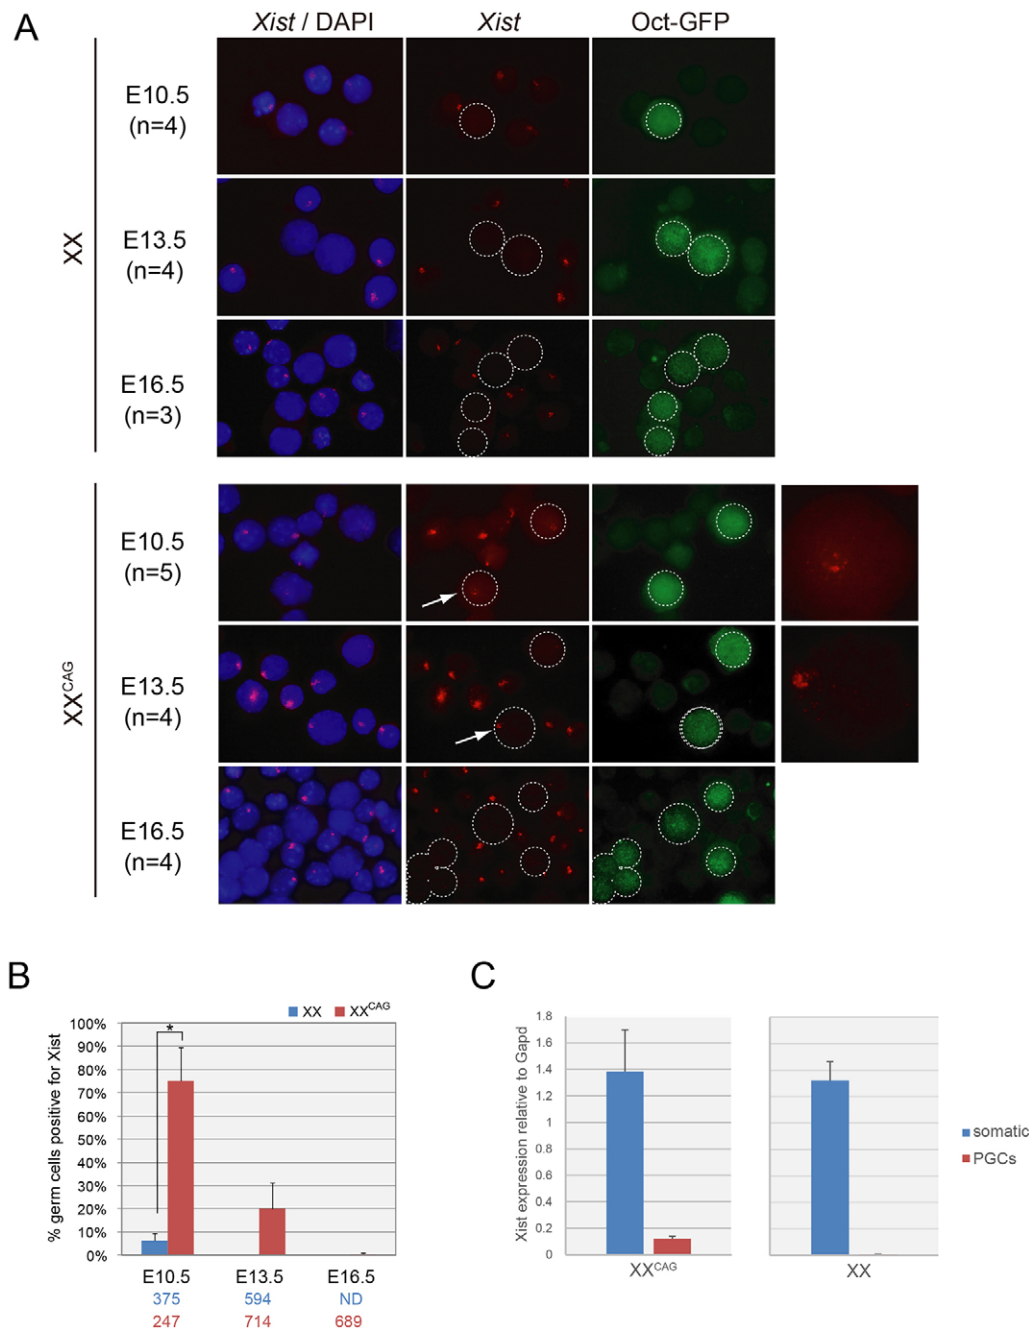 A
Xist / DAPI
Xist
Oct-GFP
XX
E10.5
(n=4)
E13.5
(n=4)
E16.5
(n=3)
XXCAG
E10.5
(n=5)
E13.5
(n=4)
E16.5
(n=4)
B
XX XXCAG
% germ cells positive for Xist
100%
90%
80%
70%
60%
50%
40%
30%
20%
10%
0%
*
E10.5 E13.5 E16.5
375 594 ND
247 714 689
C
Xist expression relative to Gapd
1.8
1.6
1.4
1.2
1
0.8
0.6
0.4
0.2
0
XXCAG
XX
somatic
PGCs